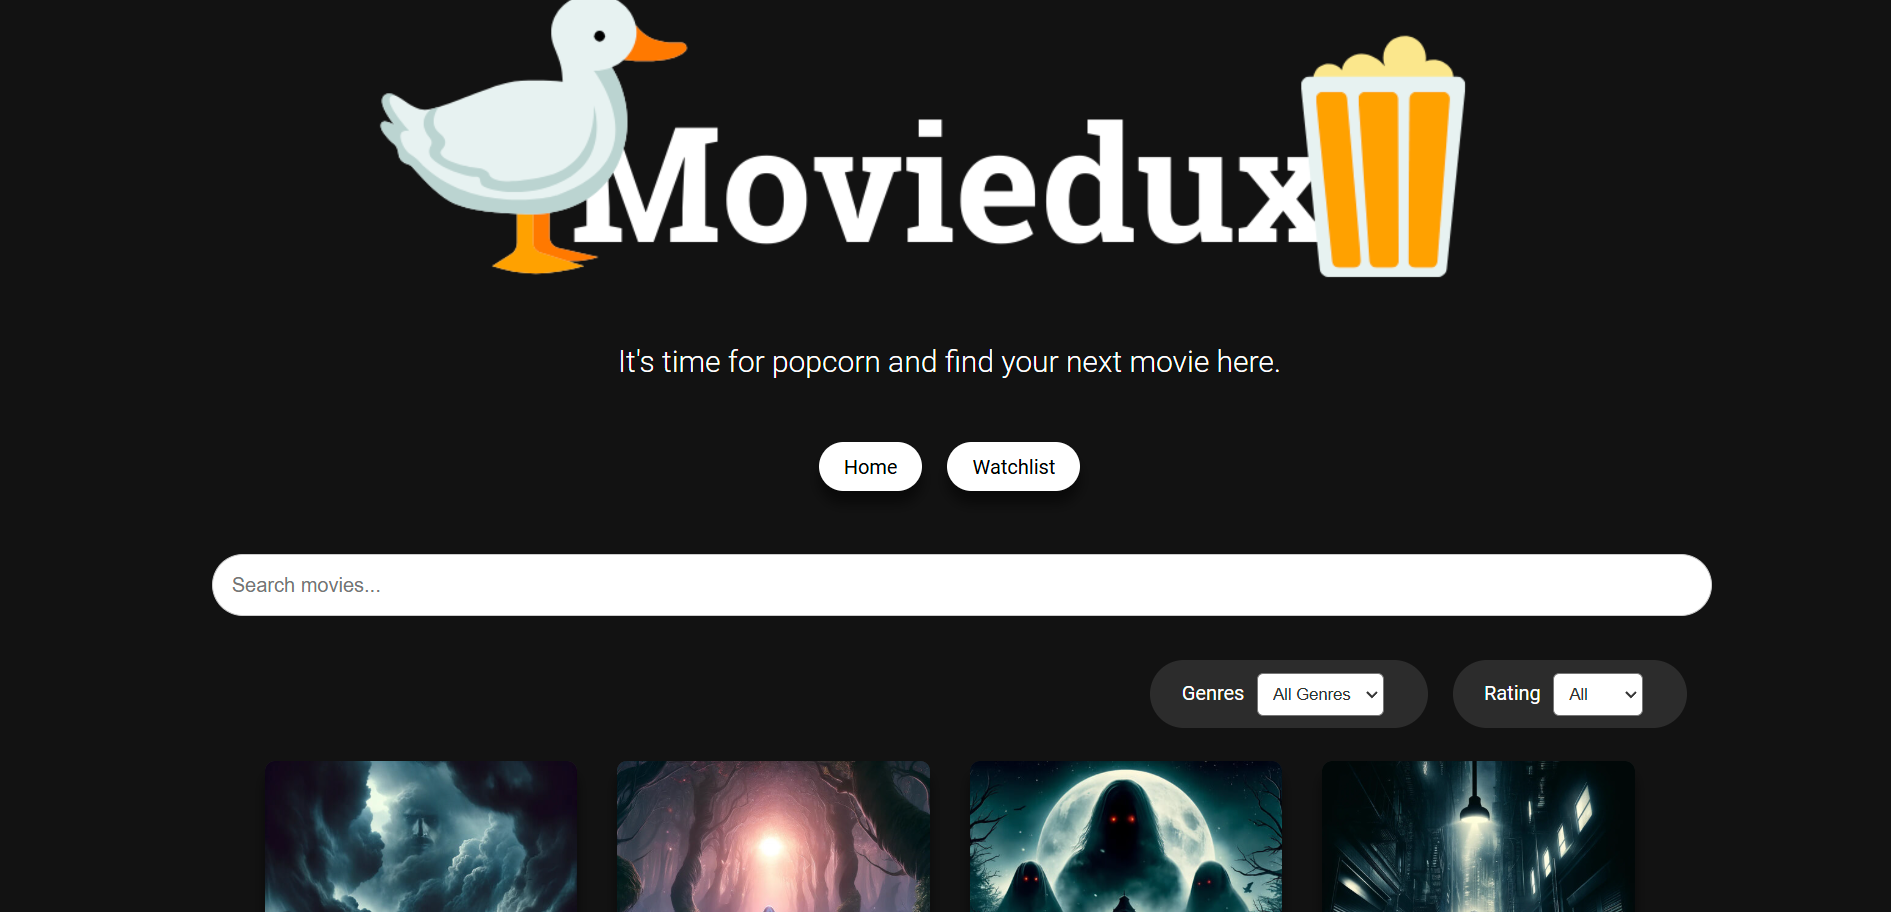 Moviedux
It's time for popcorn and find your next movie here.
Home Watchlist
Search movies...
Genres All Genres Rating All